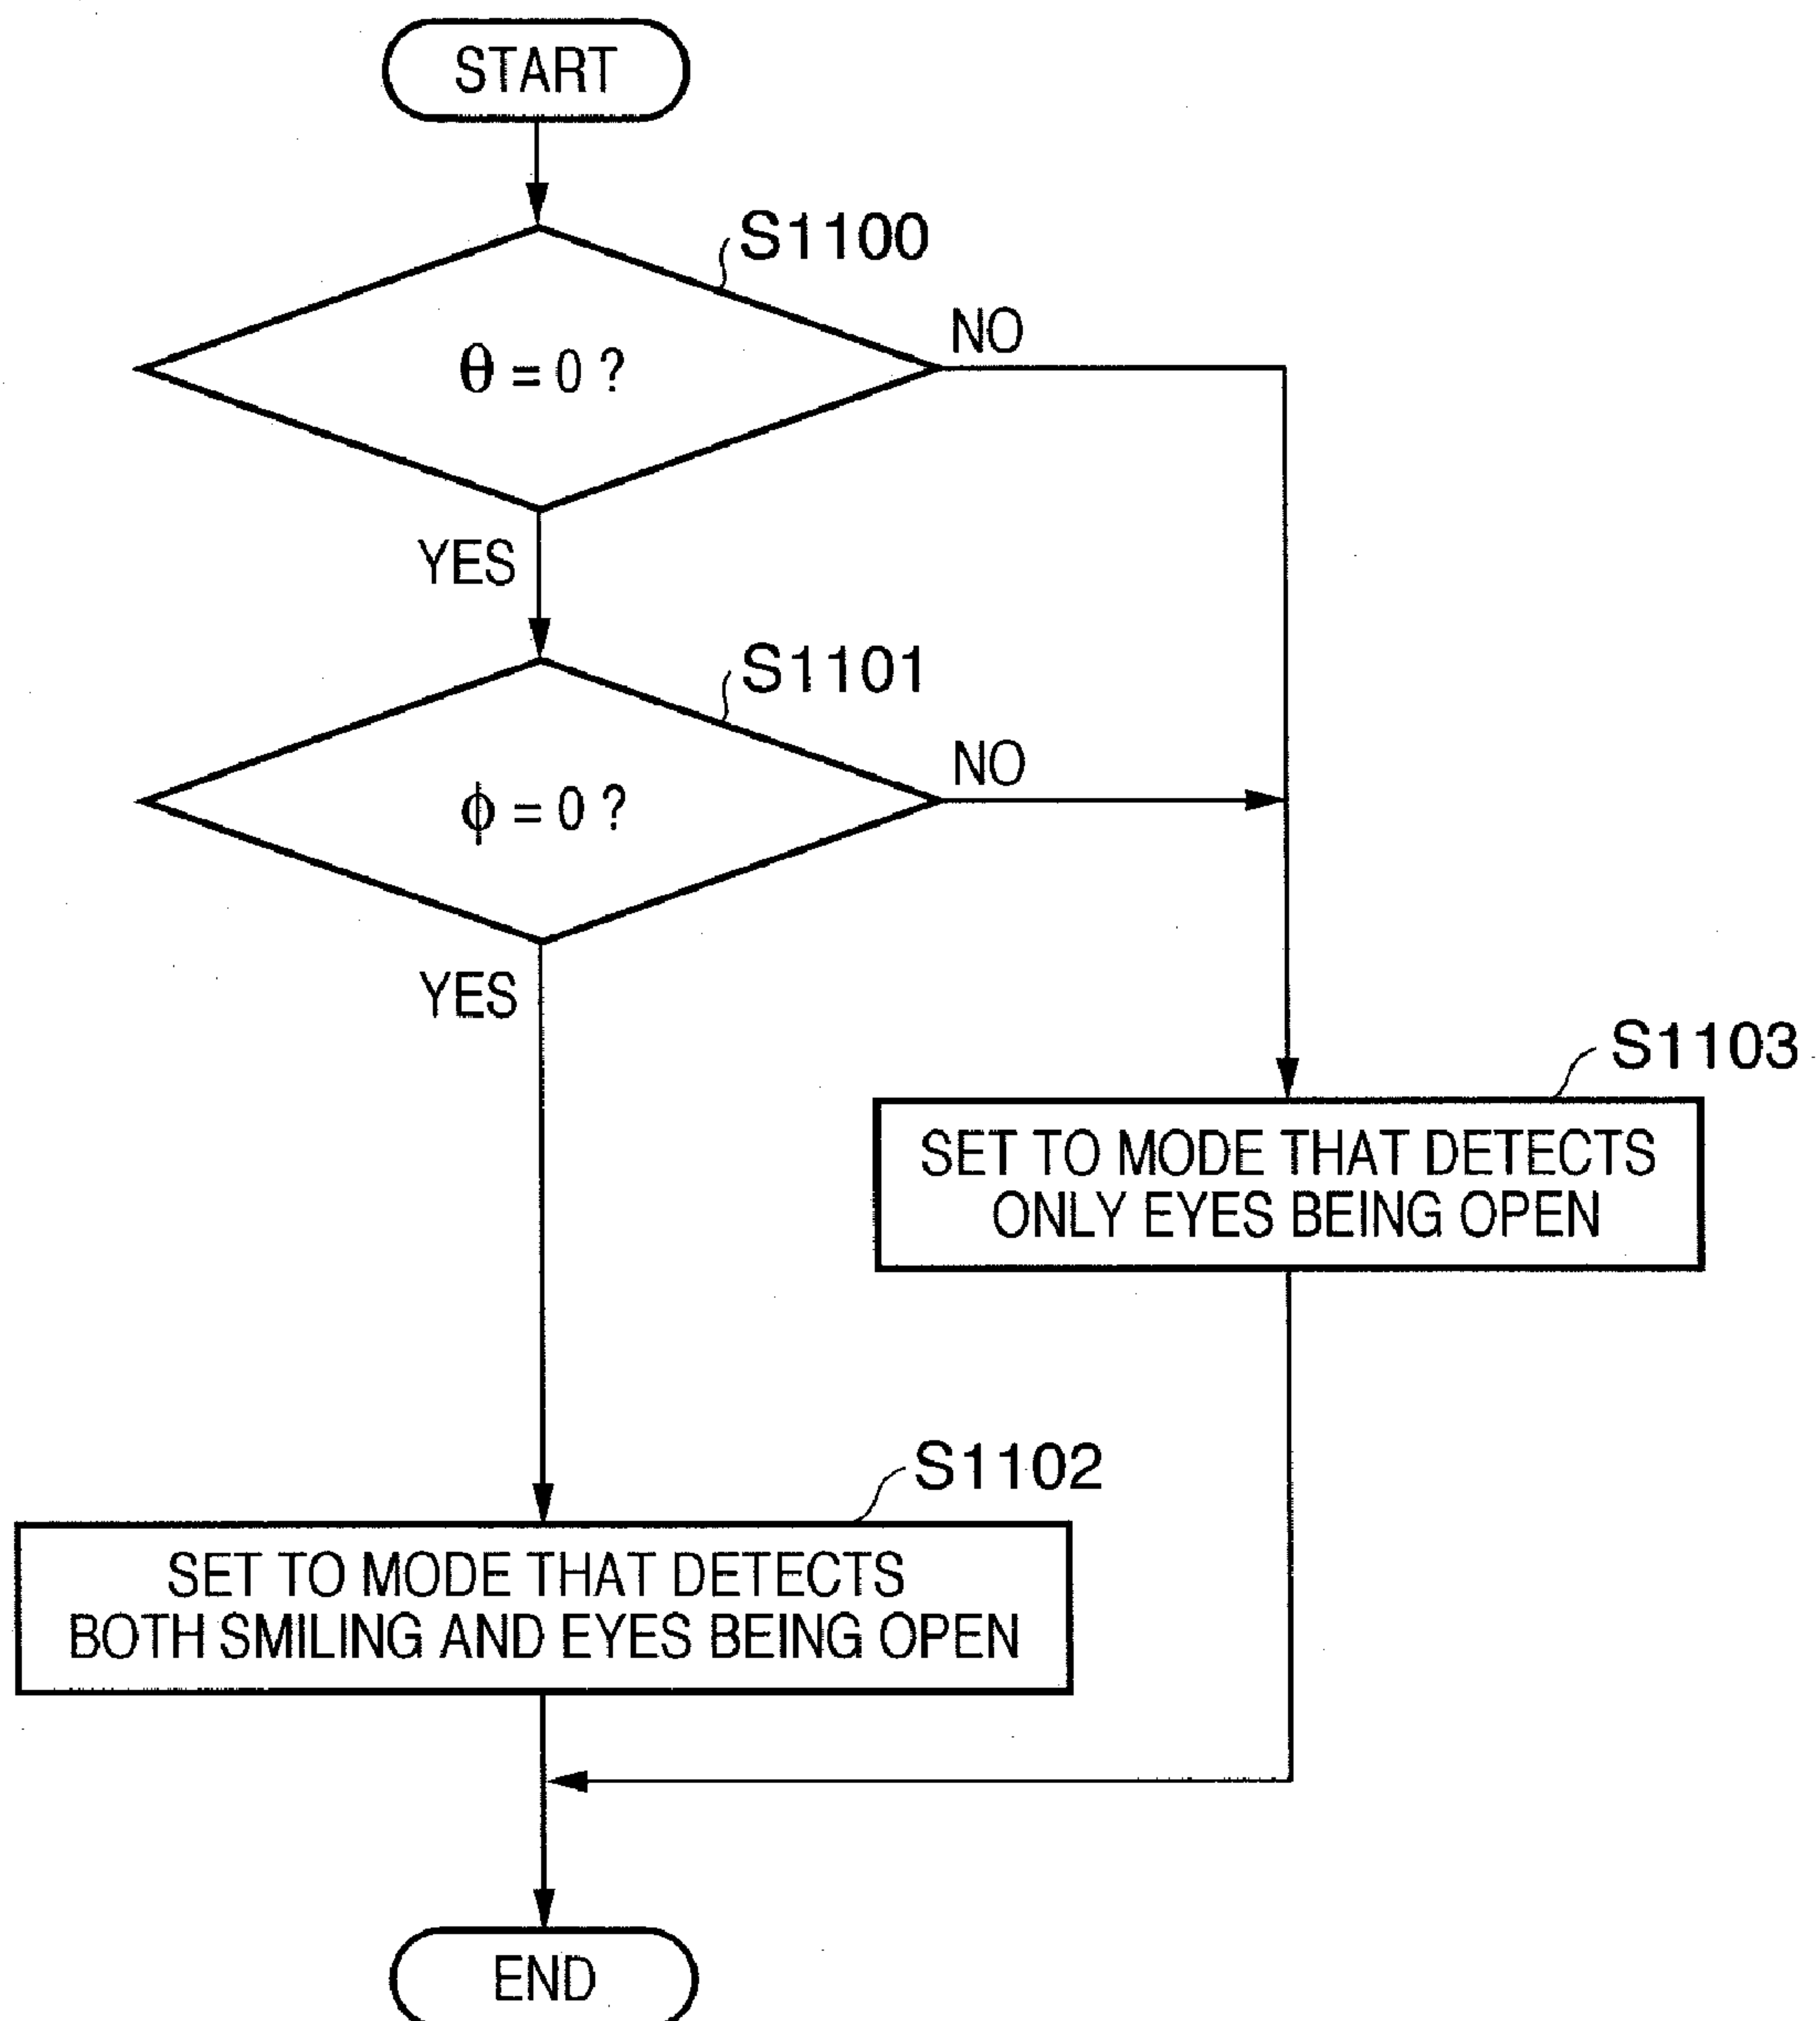 START
S1100
θ = 0 ?
NO
YES
S1101
ϕ = 0 ?
NO
YES
S1103
SET TO MODE THAT DETECTS
ONLY EYES BEING OPEN
S1102
SET TO MODE THAT DETECTS
BOTH SMILING AND EYES BEING OPEN
END